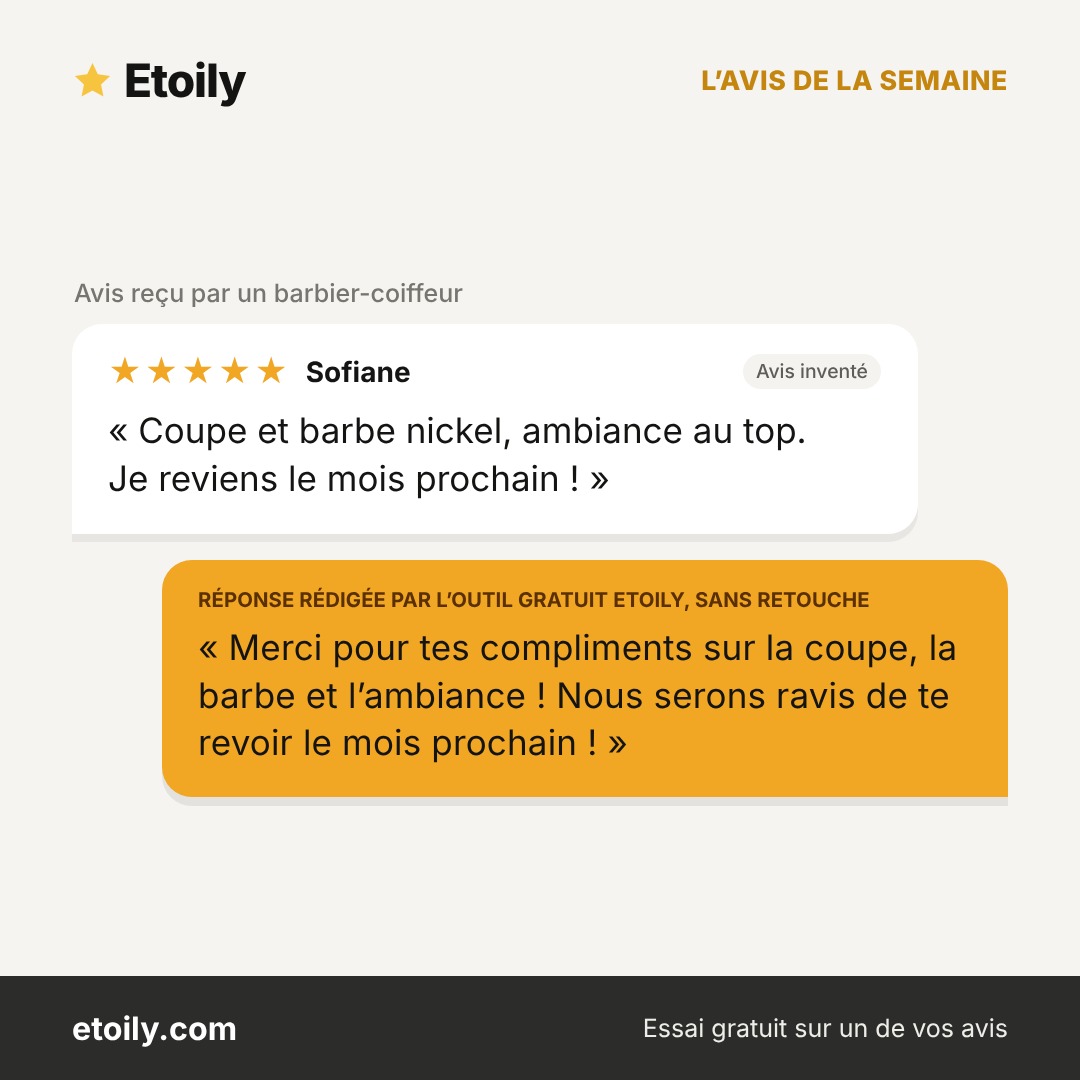 Etoily
L’AVIS DE LA SEMAINE
Avis reçu par un barbier-coiffeur
★★★★★ Sofiane
Avis inventé
« Coupe et barbe nickel, ambiance au top.
Je reviens le mois prochain ! »
RÉPONSE RÉDIGÉE PAR L’OUTIL GRATUIT ETOILY, SANS RETOUCHE
« Merci pour tes compliments sur la coupe, la
barbe et l’ambiance ! Nous serons ravis de te
revoir le mois prochain ! »
etoily.com
Essai gratuit sur un de vos avis